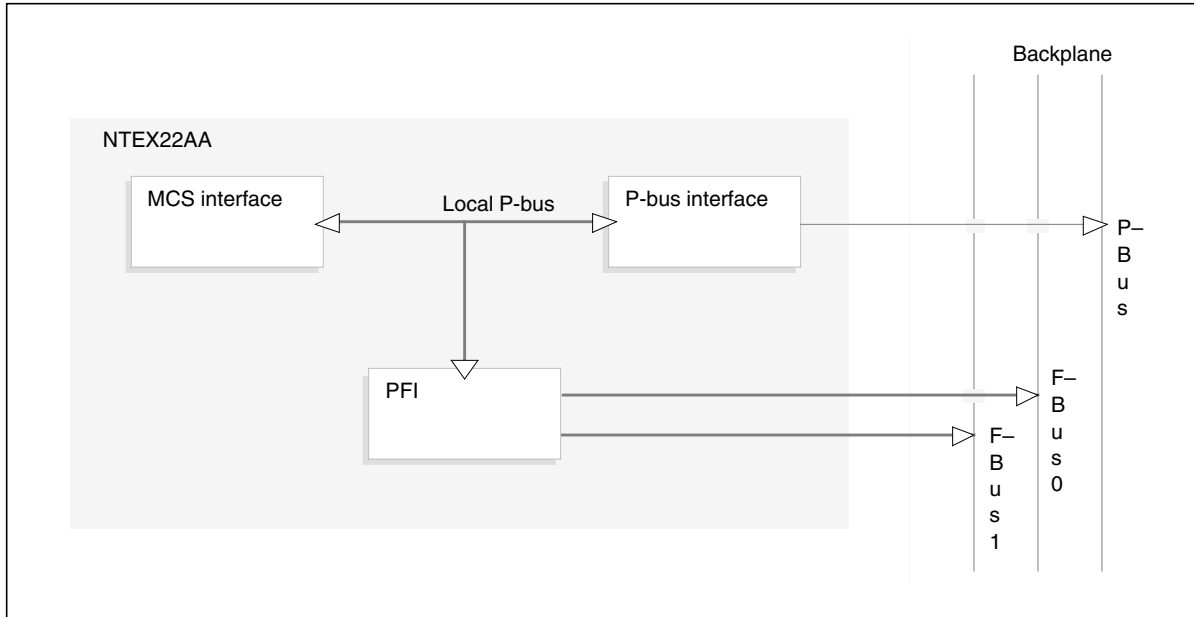 Backplane
NTEX22AA
MCS interface
Local P-bus
P-bus interface
P–
B
u
s
PFI
F–
B
u
s
0
F–
B
u
s
1